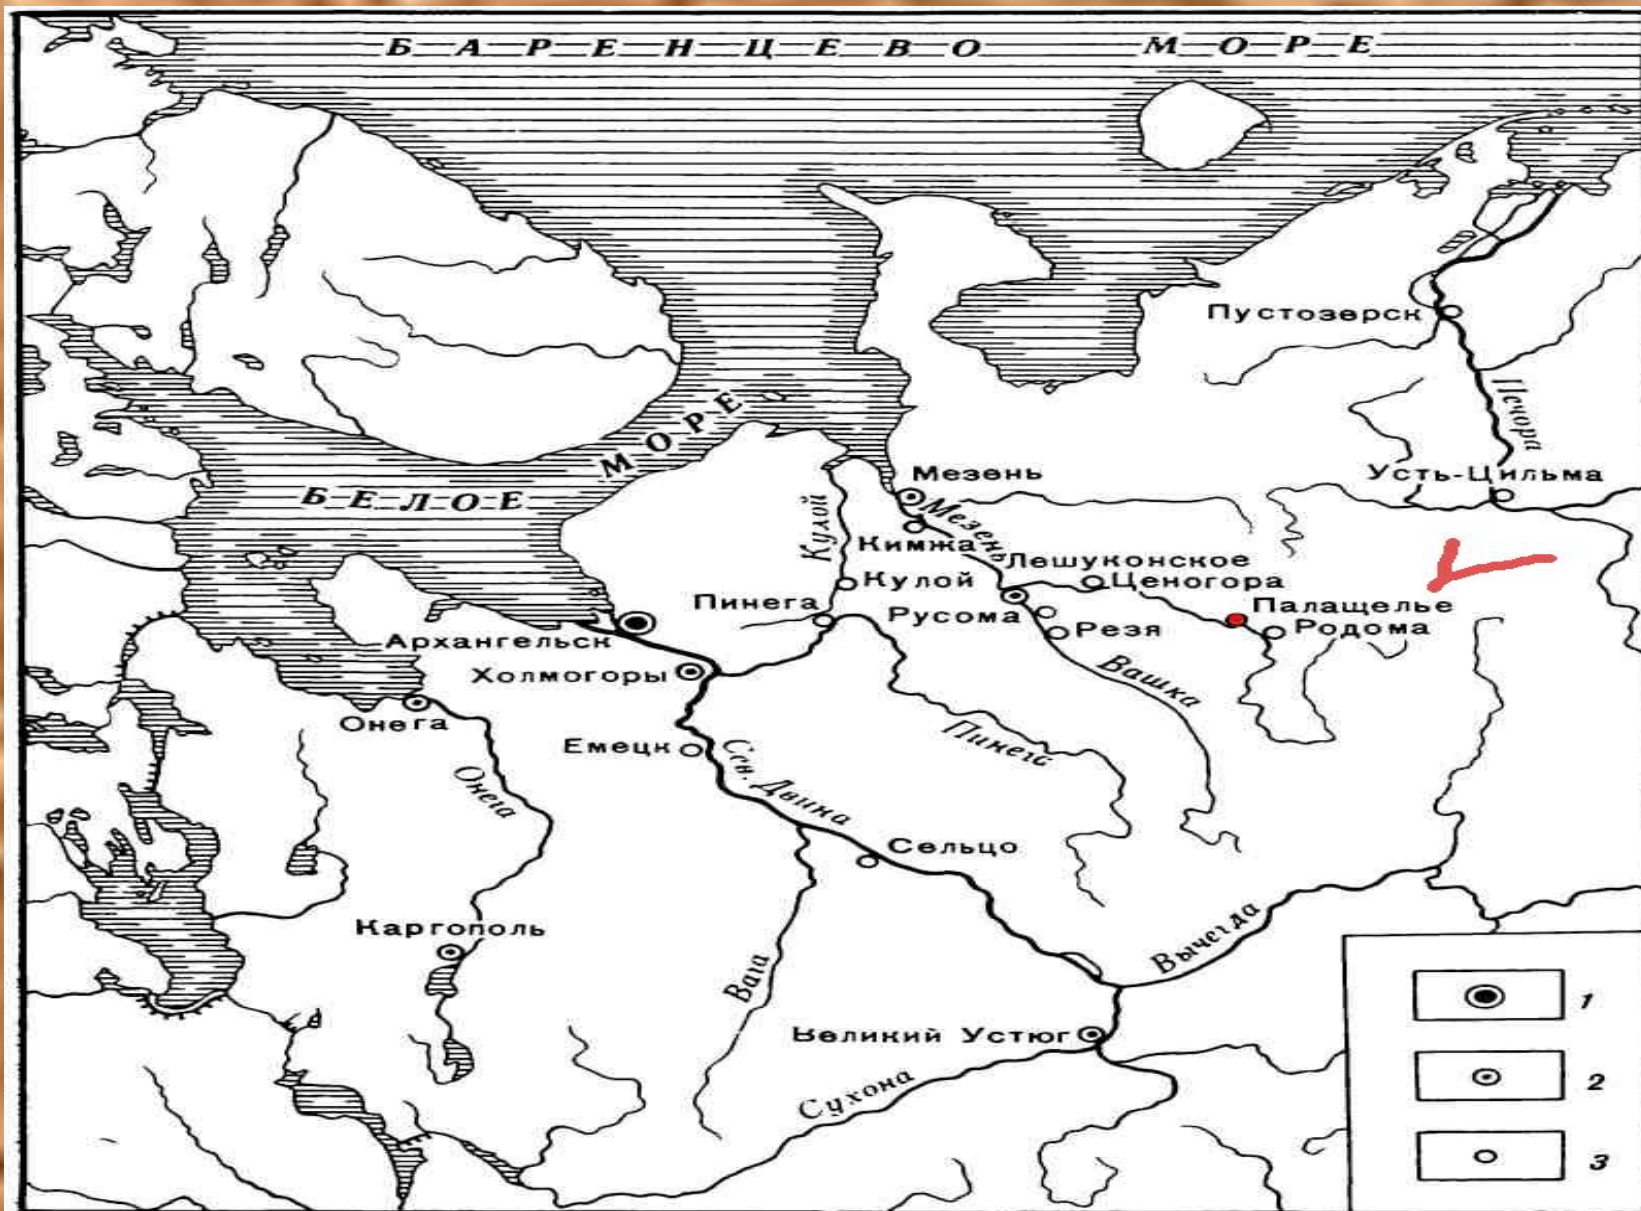 БАРЕНЦЕВО МОРЕ
Пустозерск
Печора
БЕЛОЕ МОРЕ
Мезень
Усть-Цильма
Кулой
Мезень
Кимжа
Лешуконское
Кулой
Ценогора
Пинега
Русома
Палащелье
Архангельск
Резя
Родома
Холмогоры
Вашка
Онега
Пинега
Емецк
Онега
Сев. Двина
Сельцо
Каргополь
Вычегда
Вага
1
Великий Устюг
2
Сухона
3